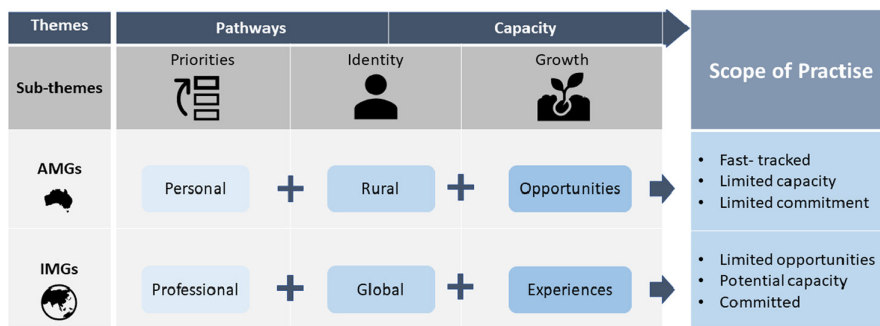 Themes
Pathways
Capacity
Scope of Practise
Sub-themes
Priorities
Identity
Growth
AMGs
Personal
Rural
Opportunities
• Fast- tracked
• Limited capacity
• Limited commitment
IMGs
Professional
Global
Experiences
• Limited opportunities
• Potential capacity
• Committed